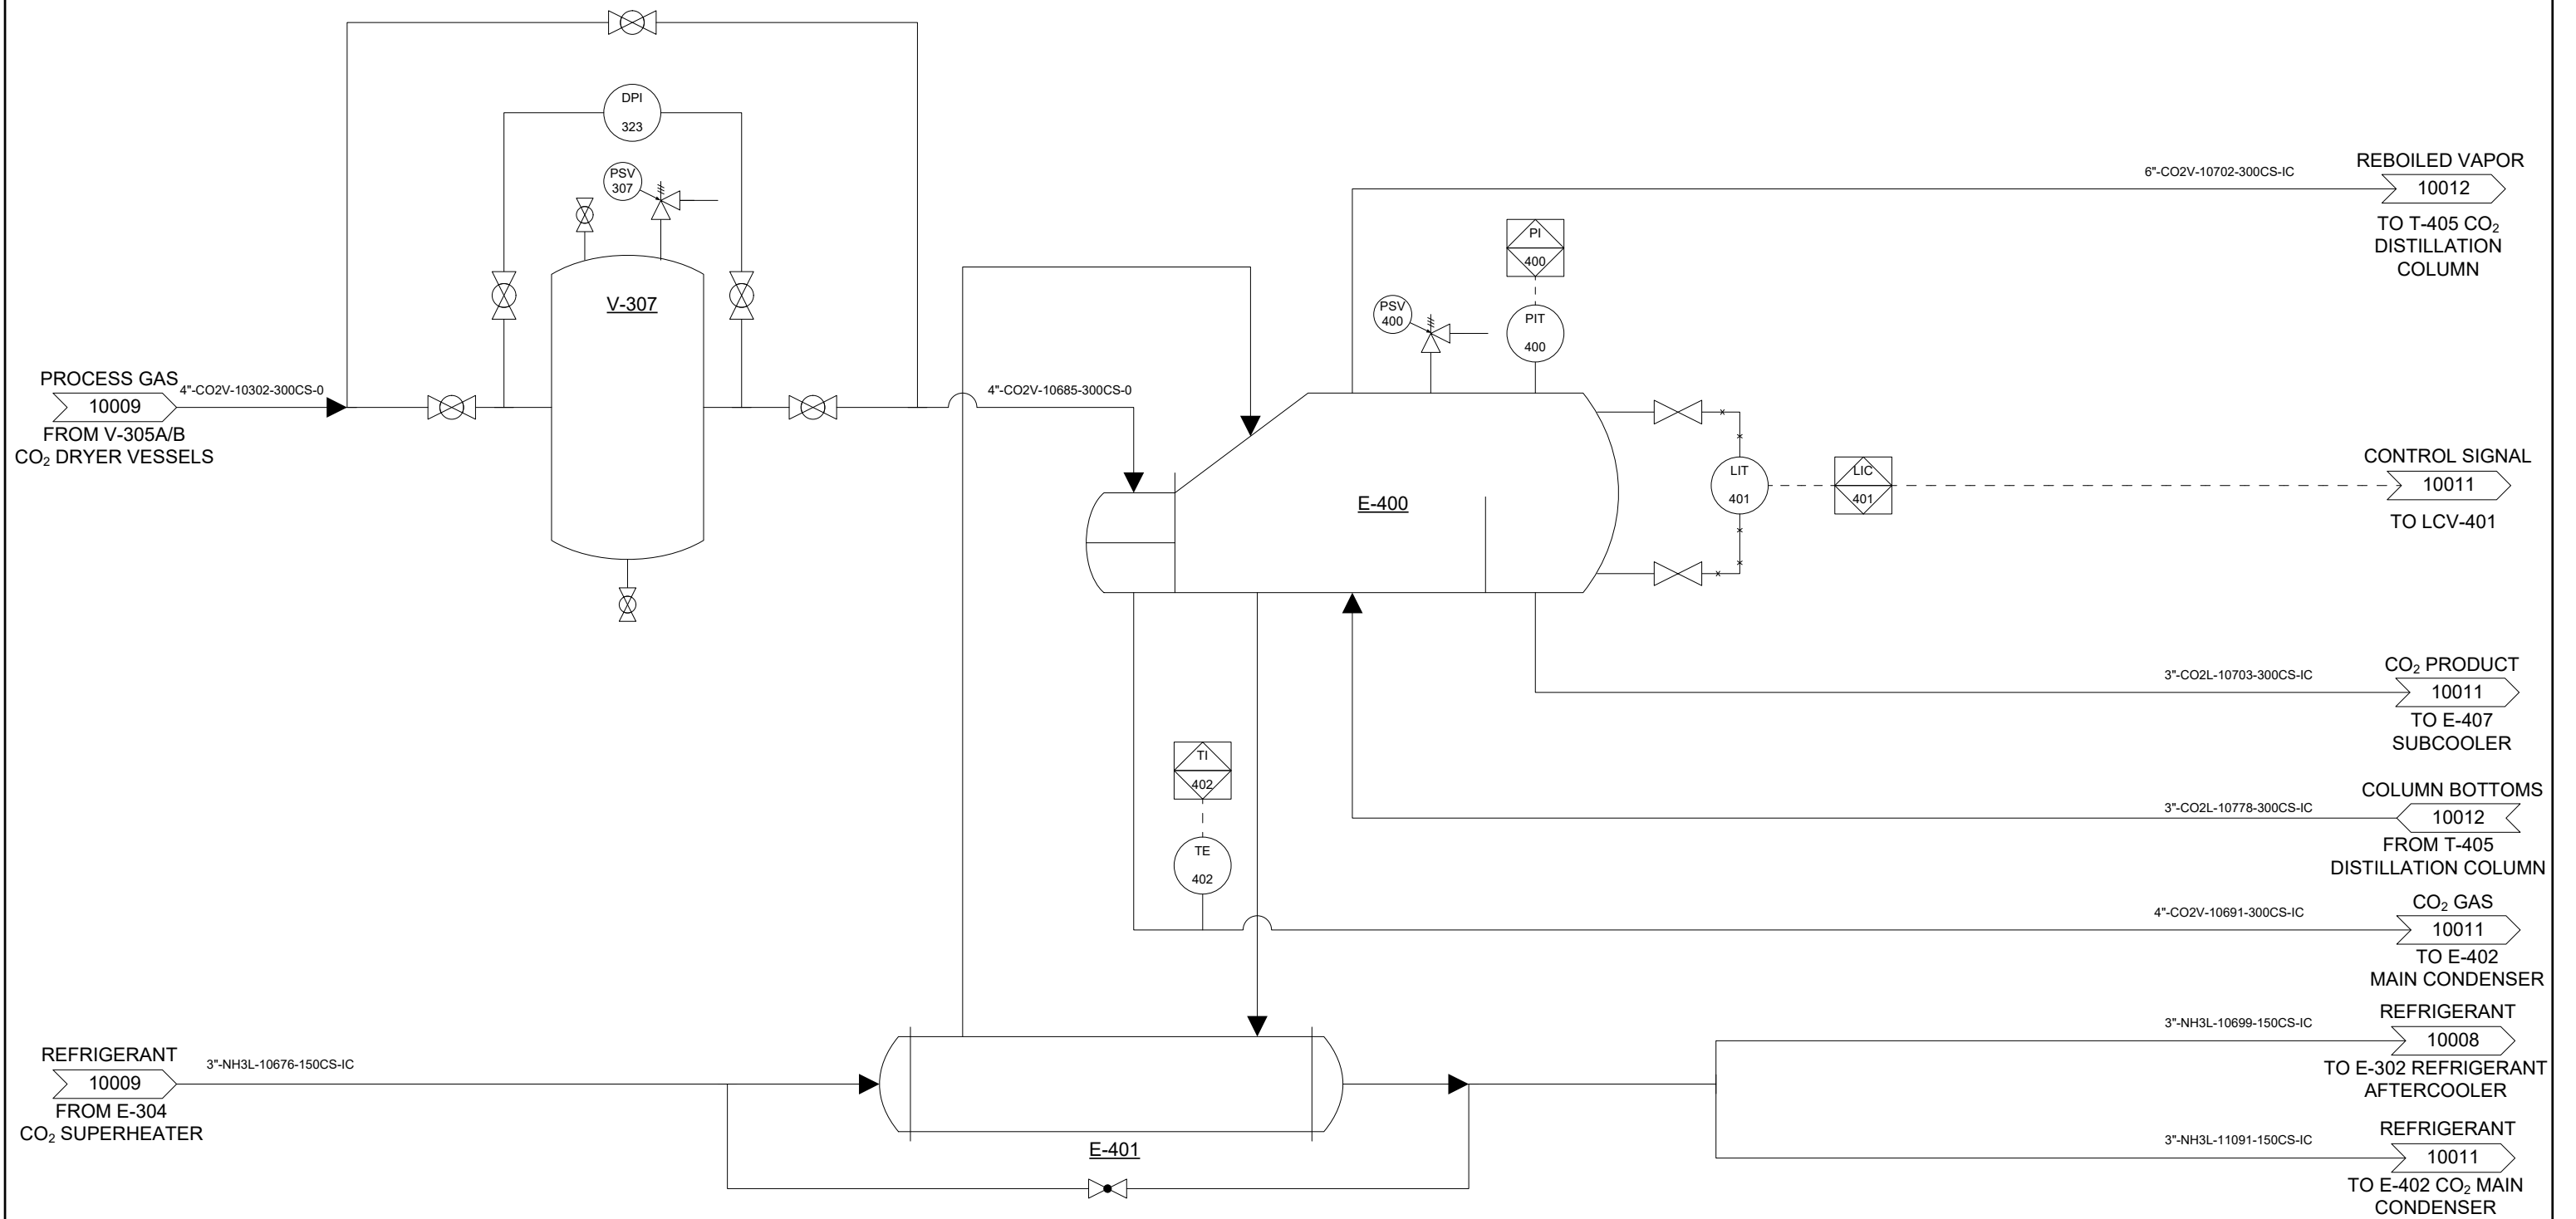 DPI
323
PSV
307
V-307
PROCESS GAS
10009
4"-CO2V-10302-300CS-0
FROM V-305A/B
CO₂ DRYER VESSELS
4"-CO2V-10685-300CS-0
PI
400
PSV
400
PIT
400
E-400
LIT
401
LIC
401
6"-CO2V-10702-300CS-IC
REBOILED VAPOR
10012
TO T-405 CO₂
DISTILLATION
COLUMN
CONTROL SIGNAL
10011
TO LCV-401
3"-CO2L-10703-300CS-IC
CO₂ PRODUCT
10011
TO E-407
SUBCOOLER
TI
402
TE
402
3"-CO2L-10778-300CS-IC
COLUMN BOTTOMS
10012
FROM T-405
DISTILLATION COLUMN
4"-CO2V-10691-300CS-IC
CO₂ GAS
10011
TO E-402
MAIN CONDENSER
REFRIGERANT
10009
3"-NH3L-10676-150CS-IC
FROM E-304
CO₂ SUPERHEATER
E-401
3"-NH3L-10699-150CS-IC
REFRIGERANT
10008
TO E-302 REFRIGERANT
AFTERCOOLER
3"-NH3L-11091-150CS-IC
REFRIGERANT
10011
TO E-402 CO₂ MAIN
CONDENSER